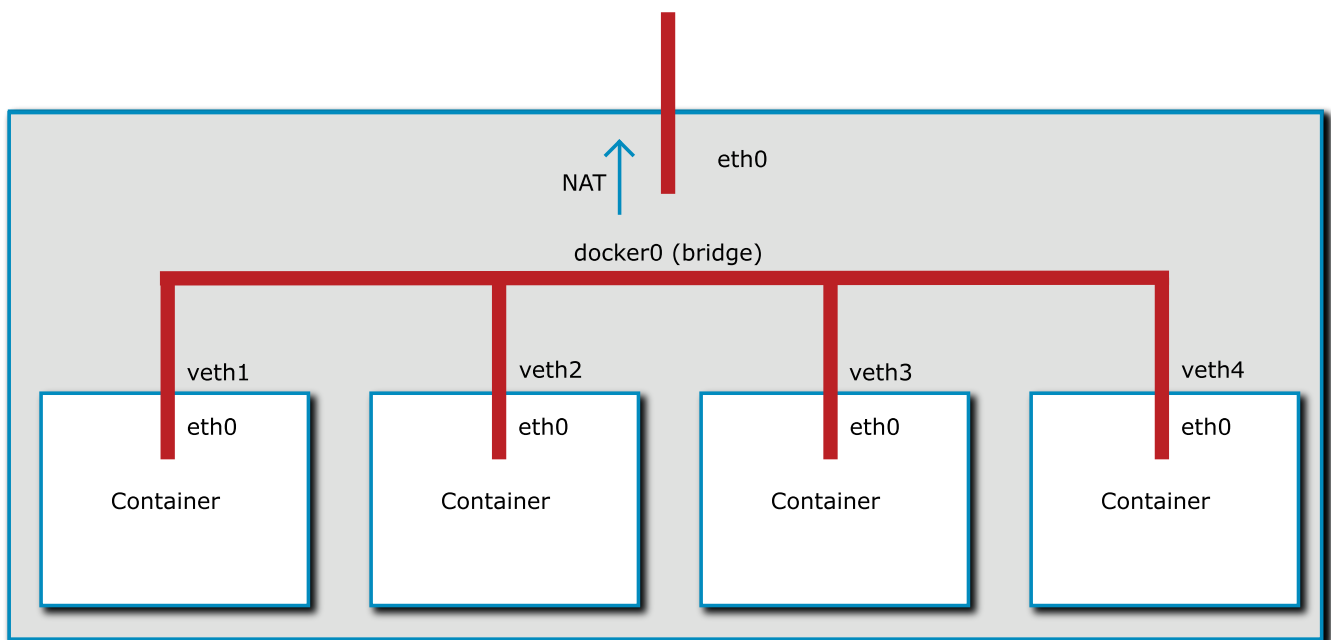 eth0
NAT
docker0 (bridge)
veth1
veth2
veth3
veth4
eth0
eth0
eth0
eth0
Container
Container
Container
Container